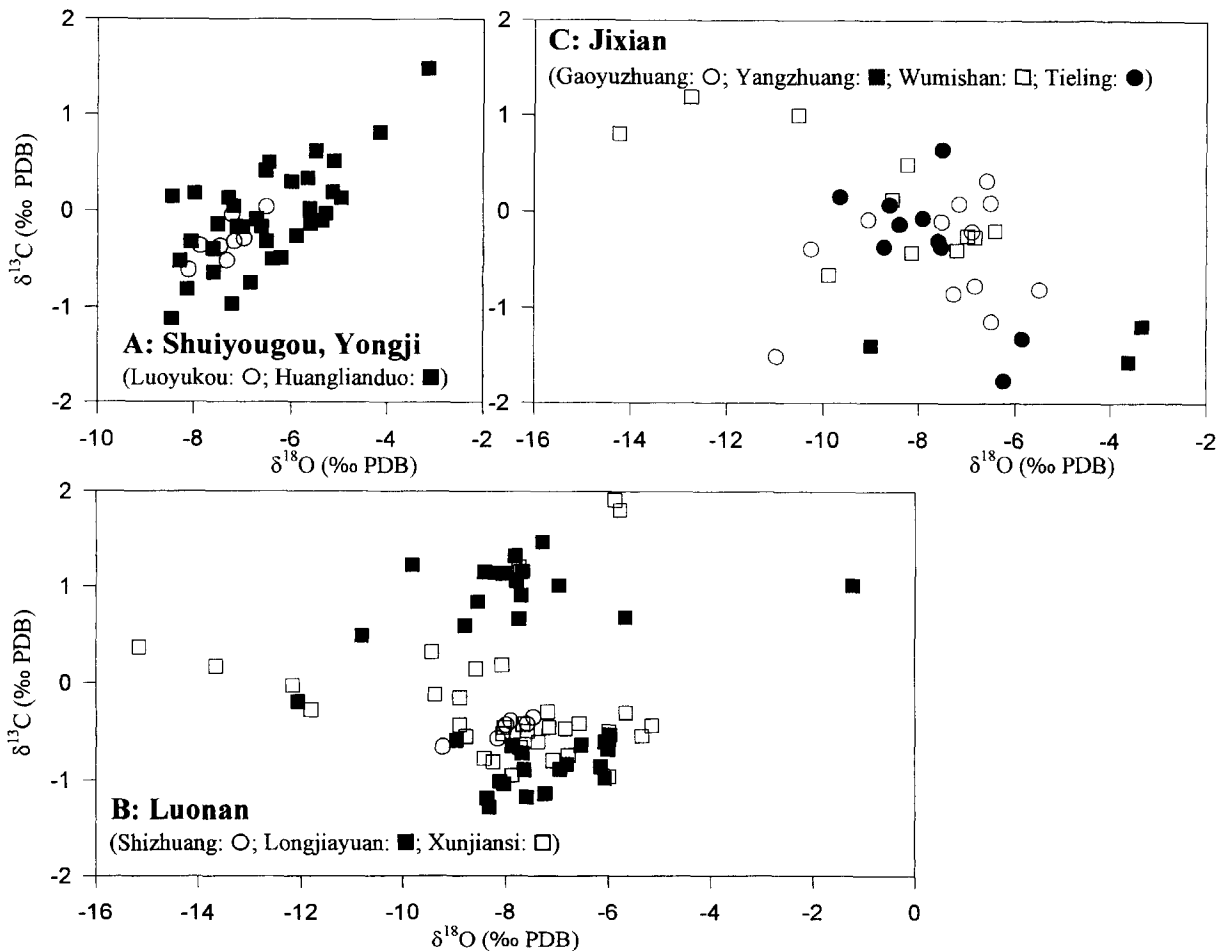 2
1
0
-1
-2
δ¹³C (‰ PDB)
A: Shuiyougou, Yongji
(Luoyukou: ○; Huanglianduo: ■)
-10 -8 -6 -4 -2
δ¹⁸O (‰ PDB)
C: Jixian
(Gaoyuzhuang: ○; Yangzhuang: ■; Wumishan: □; Tieling: ●)
2
1
0
-1
-2
-14 -12 -10 -8 -6 -4 -2
δ¹⁸O (‰ PDB)
2
1
0
-1
-2
δ¹³C (‰ PDB)
B: Luonan
(Shizhuang: ○; Longjiayuan: ■; Xunjiansi: □)
-16 -14 -12 -10 -8 -6 -4 -2 0
δ¹⁸O (‰ PDB)